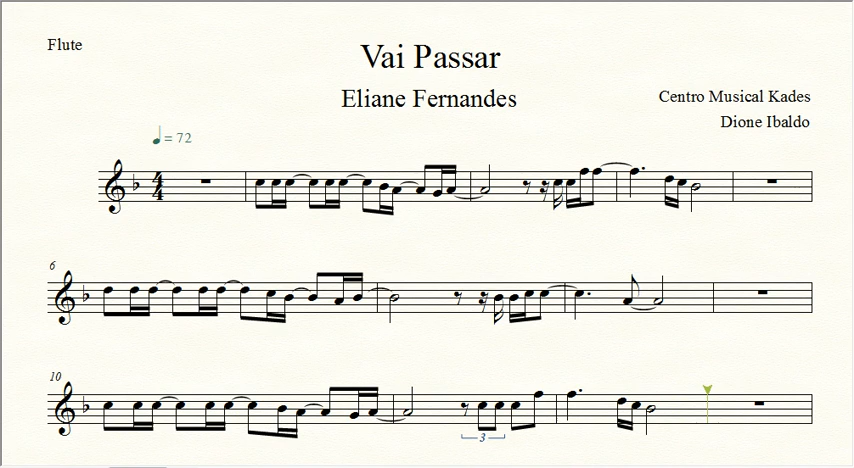 Flute
Vai Passar
Eliane Fernandes
Centro Musical Kades
Dione Ibaldo
= 72
4
4
6
10
3